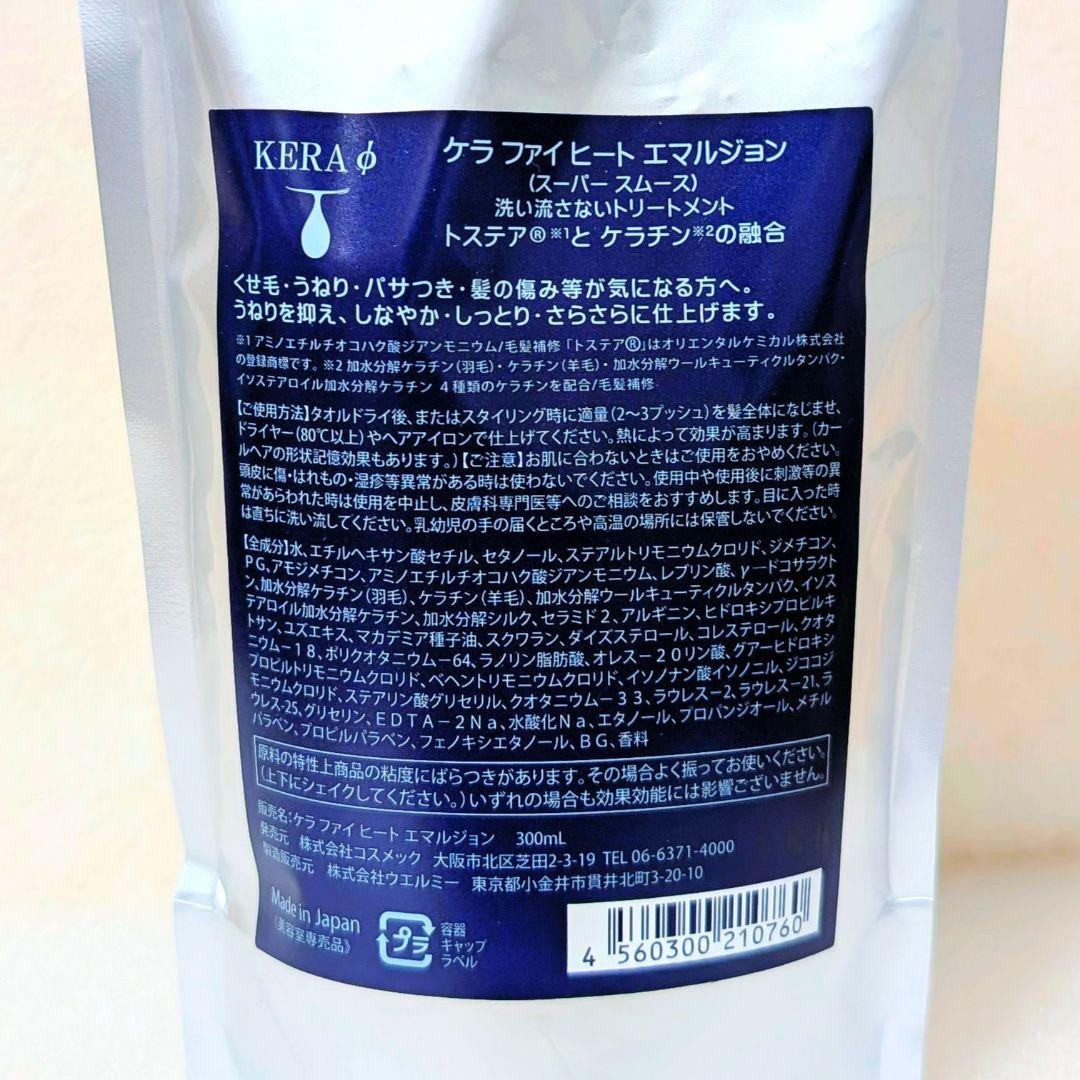 KERA φ
ケラ ファイ ヒート エマルジョン
(スーパー スムース)
洗い流さないトリートメント
トステア®※1と ケラチン※2の融合
くせ毛・うねり・パサつき・髪の傷み等が気になる方へ。
うねりを抑え、しなやか・しっとり・さらさらに仕上げます。
※1 アミノエチルチオコハク酸ジアンモニウム/毛髪補修「トステア®」はオリエンタルケミカル株式会社
の登録商標です。※2 加水分解ケラチン(羽毛)・ケラチン(羊毛)・加水分解ウールキューティクルタンパク・
イソステアロイル加水分解ケラチン 4種類のケラチンを配合/毛髪補修
【ご使用方法】タオルドライ後、またはスタイリング時に適量(2〜3プッシュ)を髪全体になじませ、
ドライヤー(80℃以上)やヘアアイロンで仕上げてください。熱によって効果が高まります。(カー
ルヘアの形状記憶効果もあります。)【ご注意】お肌に合わないときはご使用をおやめください。
頭皮に傷・はれもの・湿疹等異常がある時は使わないでください。使用中や使用後に刺激等の異
常があらわれた時は使用を中止し、皮膚科専門医等へのご相談をおすすめします。目に入った時
は直ちに洗い流してください。乳幼児の手の届くところや高温の場所には保管しないでください。
【全成分】水、エチルヘキサン酸セチル、セタノール、ステアルトリモニウムクロリド、ジメチコン、
PG、アモジメチコン、アミノエチルチオコハク酸ジアンモニウム、レブリン酸、γードコサラクト
ン、加水分解ケラチン(羽毛)、ケラチン(羊毛)、加水分解ウールキューティクルタンパク、イソス
テアロイル加水分解ケラチン、加水分解シルク、セラミド2、アルギニン、ヒドロキシプロピルキ
トサン、ユズエキス、マカデミア種子油、スクワラン、ダイズステロール、コレステロール、クオタ
ニウムー18、ポリクオタニウムー64、ラノリン脂肪酸、オレスー20リン酸、グアーヒドロキシ
プロピルトリモニウムクロリド、ベヘントリモニウムクロリド、イソノナン酸イソノニル、ジココジ
モニウムクロリド、ステアリン酸グリセリル、クオタニウムー33、ラウレスー2、ラウレスー21、ラ
ウレス-25、グリセリン、EDTA-2Na、水酸化Na、エタノール、プロパンジオール、メチル
パラベン、プロピルパラベン、フェノキシエタノール、BG、香料
原料の特性上商品の粘度にばらつきがあります。その場合よく振ってお使いください。
(上下にシェイクしてください。)いずれの場合も効果効能には影響ございません。
販売名:ケラ ファイ ヒート エマルジョン 300mL
発売元 株式会社コスメック 大阪市北区芝田2-3-19 TEL 06-6371-4000
製造販売元 株式会社ウエルミー 東京都小金井市貫井北町3-20-10
Made in Japan
《美容室専売品》
プラ
容器
キャップ
ラベル
4 560300 210760